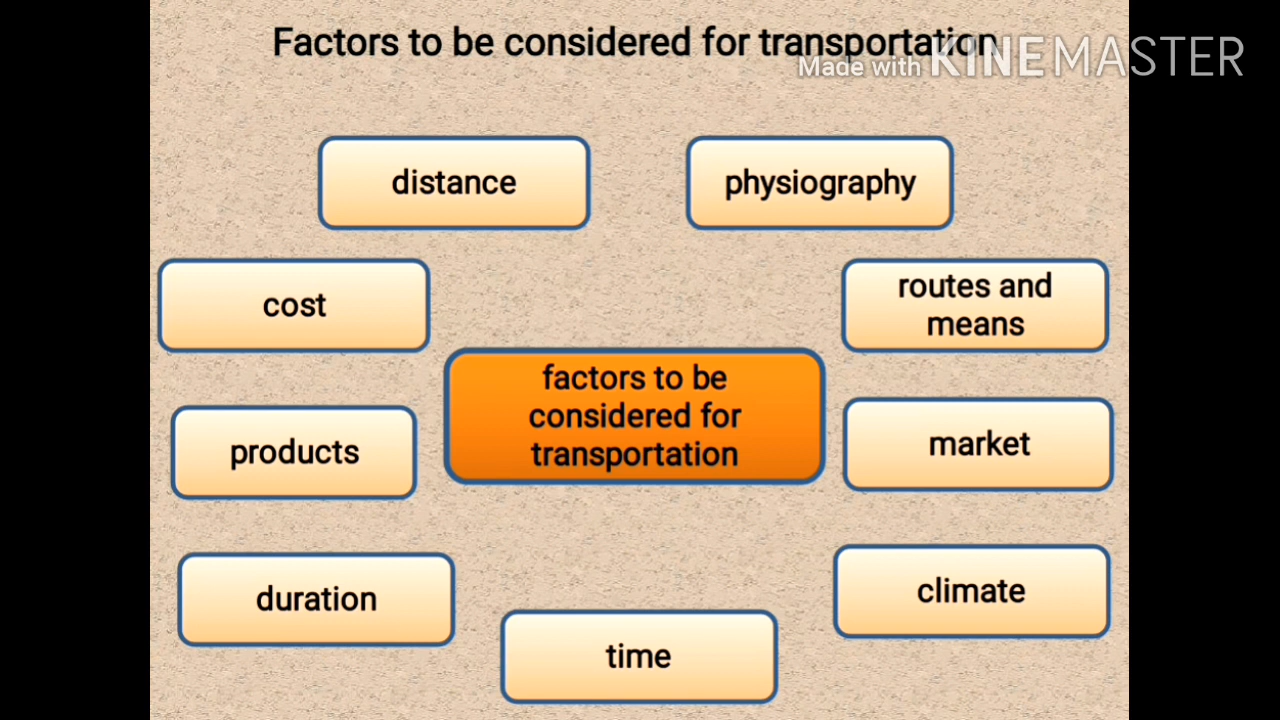 Factors to be considered for transportation
Made with KINEMASTER
distance
physiography
cost
routes and
means
factors to be
considered for
transportation
products
market
duration
climate
time